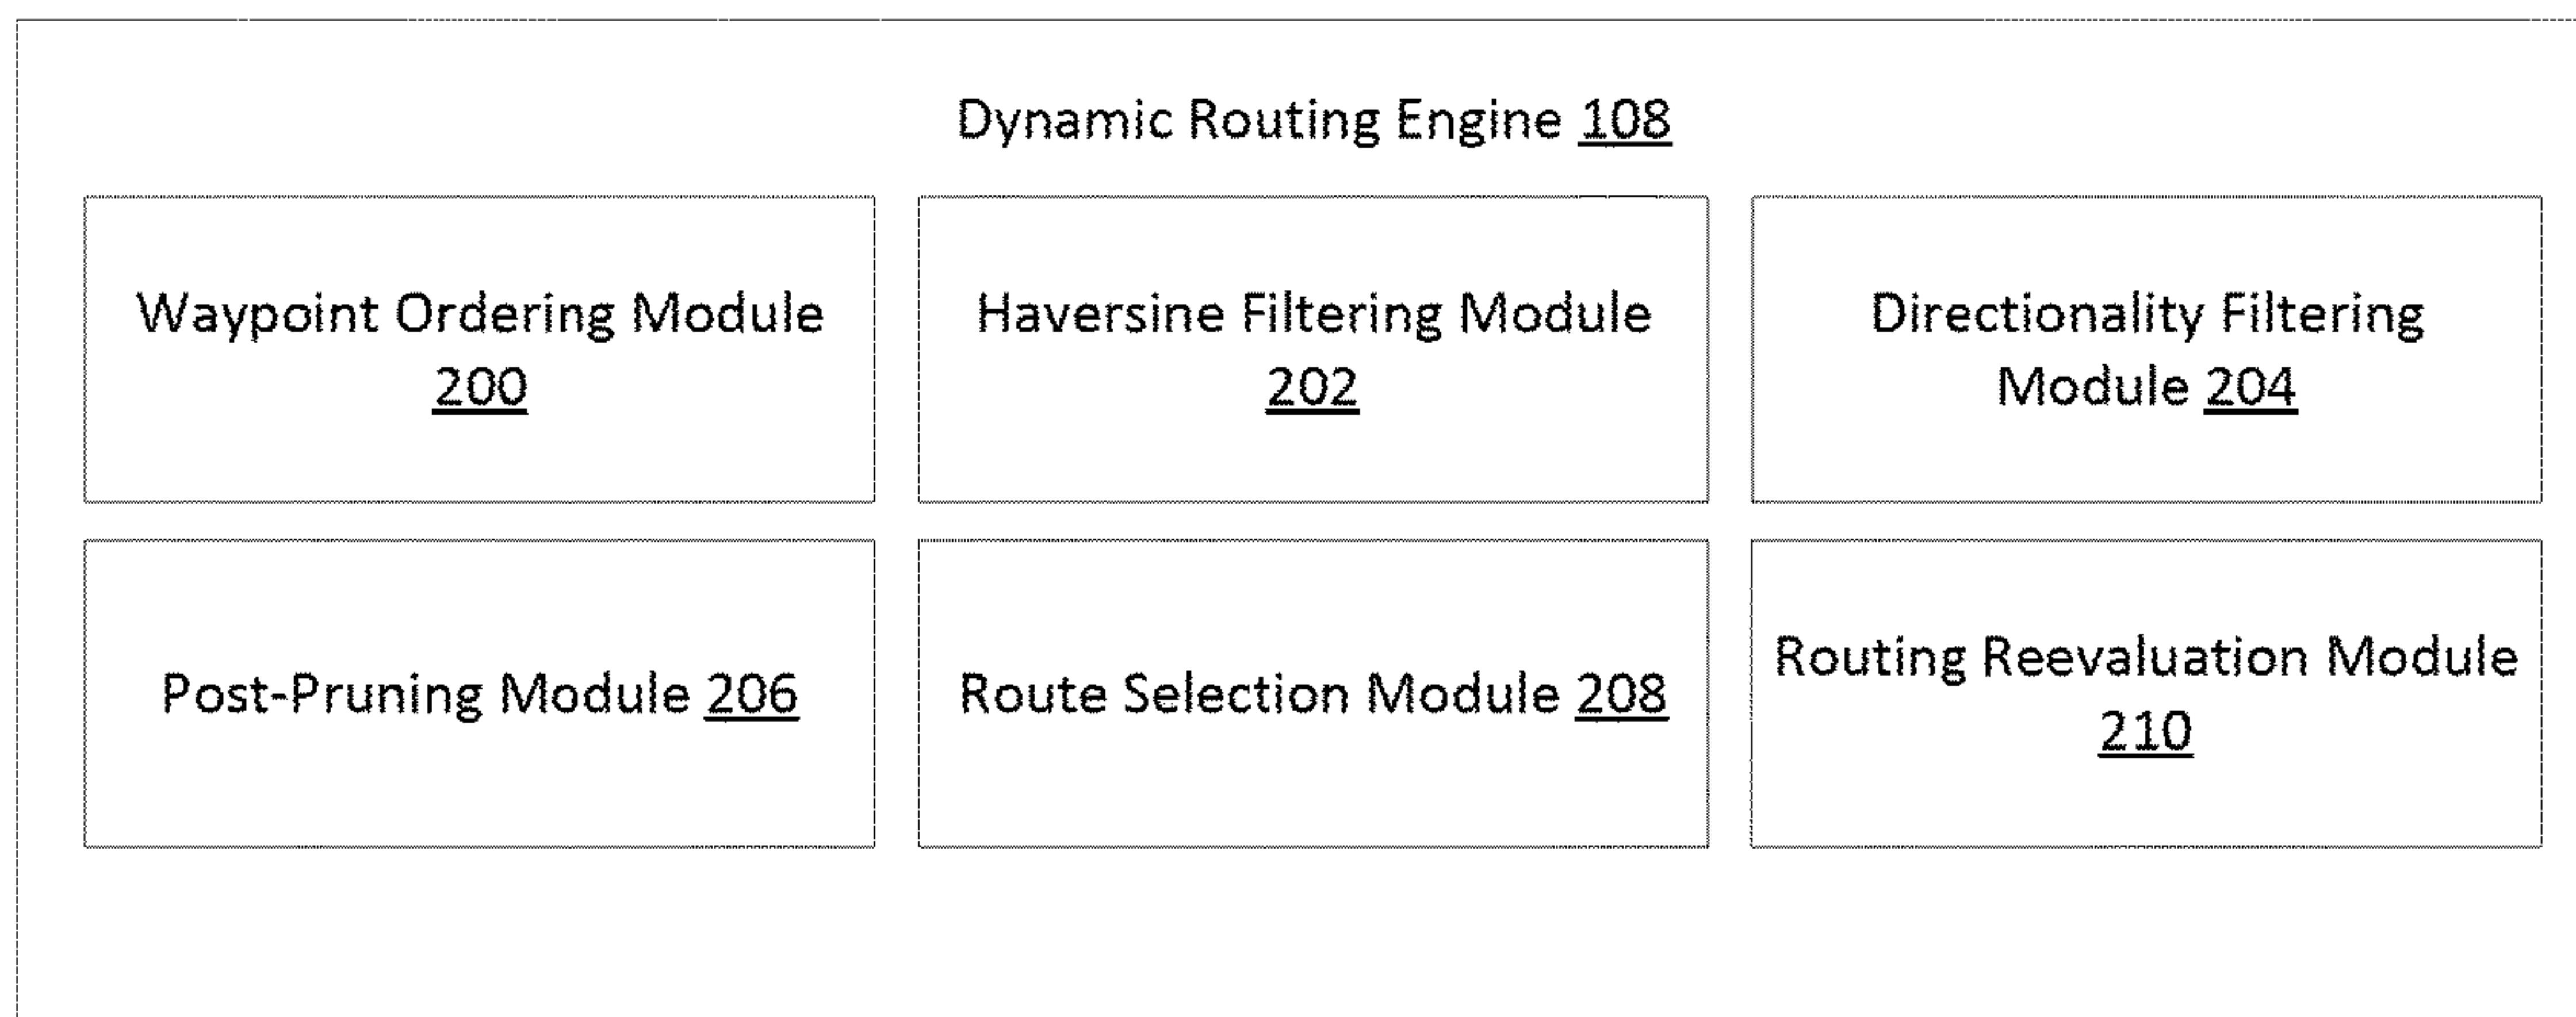 Dynamic Routing Engine 108
Waypoint Ordering Module
200
Haversine Filtering Module
202
Directionality Filtering
Module 204
Post-Pruning Module 206
Route Selection Module 208
Routing Reevaluation Module
210